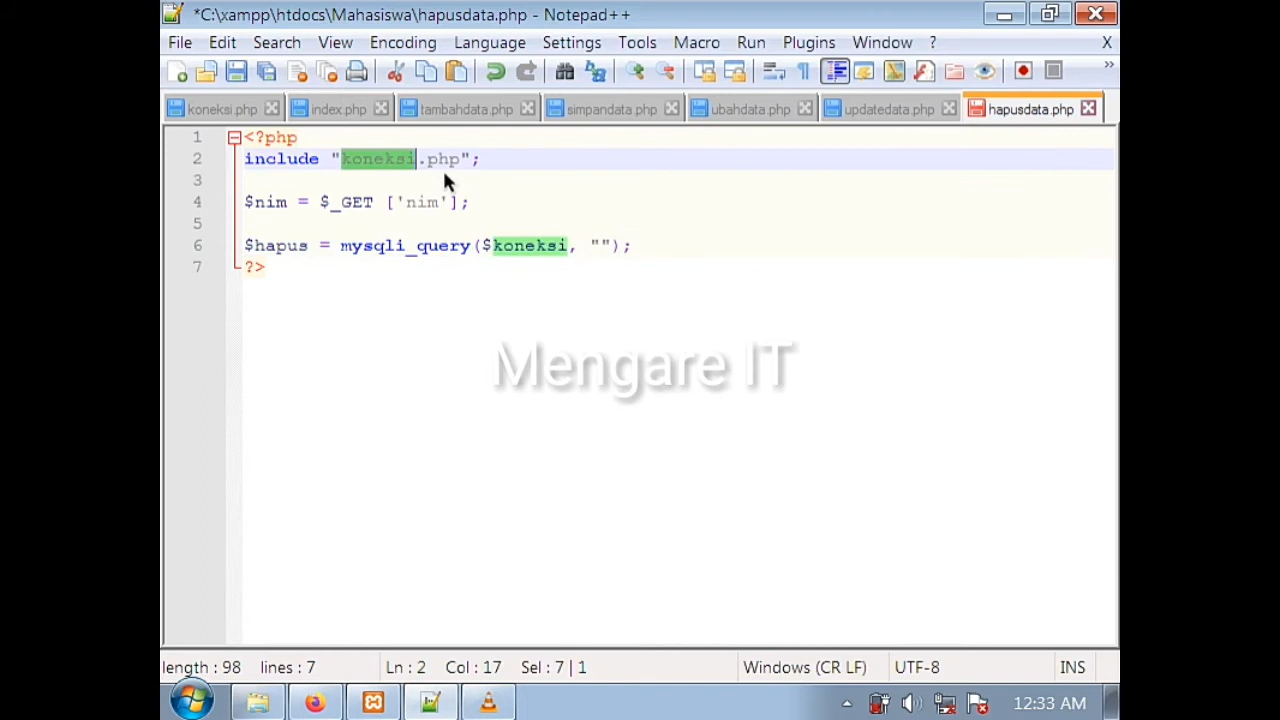 *C:\xampp\htdocs\Mahasiswa\hapusdata.php - Notepad++
File Edit Search View Encoding Language Settings Tools Macro Run Plugins Window ? X
koneksi.php index.php tambahdata.php simpandata.php ubahdata.php updatedata.php hapusdata.php
1 <?php
2 include "koneksi.php";
3
4 $nim = $_GET ['nim'];
5
6 $hapus = mysqli_query($koneksi, "");
7 ?>
Mengare IT
length : 98 lines : 7 Ln : 2 Col : 17 Sel : 7 | 1 Windows (CR LF) UTF-8 INS
12:33 AM